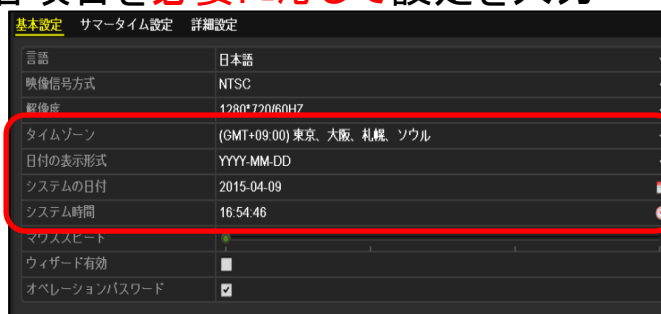 各項目を必要に応じて設定を入力
基本設定 サマータイム設定 詳細設定
言語 日本語
映像信号方式 NTSC
解像度 1280*720/60HZ
タイムゾーン (GMT+09:00) 東京、大阪、札幌、ソウル
日付の表示形式 YYYY-MM-DD
システムの日付 2015-04-09
システム時間 16:54:46
マウススピード
ウィザード有効
オペレーションパスワード